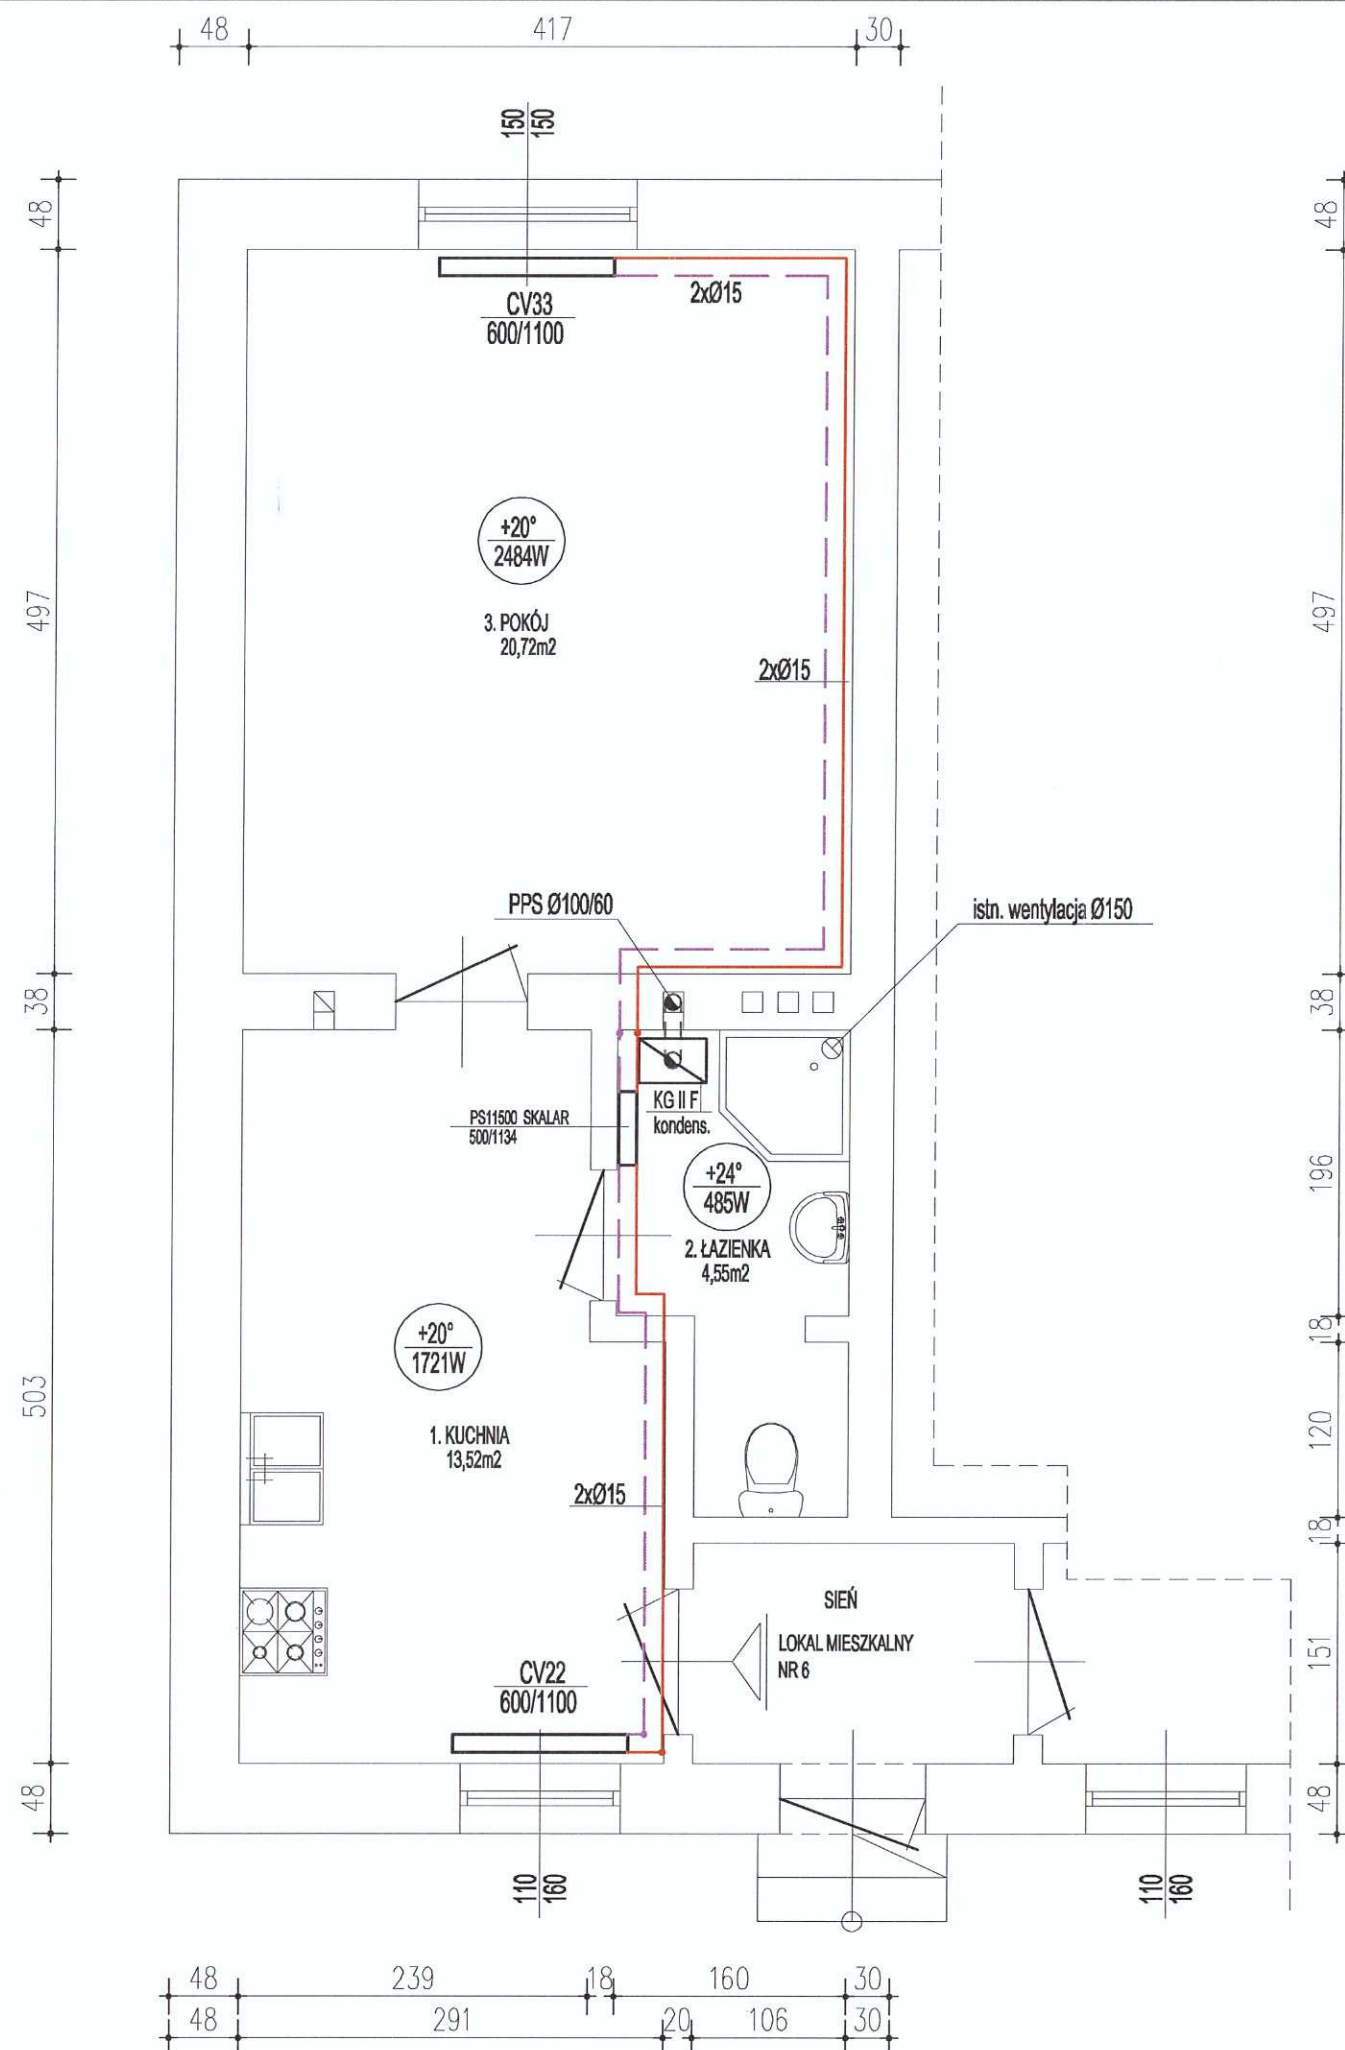 48 417 30
150
150
48 48
2xØ15
CV33
600/1100
+20°
2484W
497 497
3. POKÓJ
20,72m2
2xØ15
PPS Ø100/60
istn. wentylacja Ø150
38 38
KG II F
kondens.
PS11500 SKALAR
500/1134
+24°
485W
196
2. ŁAZIENKA
4,55m2
18
+20°
1721W
503
1. KUCHNIA
13,52m2
120
2xØ15
18
SIEŃ
LOKAL MIESZKALNY
NR 6
151
CV22
600/1100
48 48
110
160
110
160
48 239 18 160 30
48 291 20 106 30